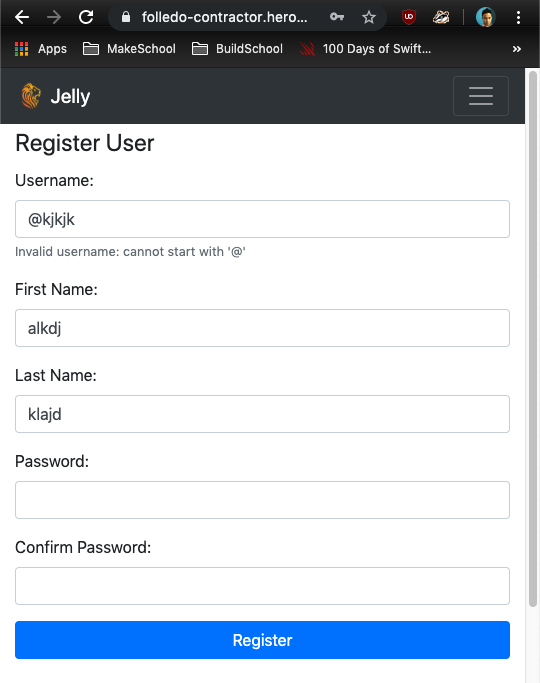 folledo-contractor.hero...
Apps MakeSchool BuildSchool 100 Days of Swift... »
Jelly
Register User
Username:
@kjkjk
Invalid username: cannot start with '@'
First Name:
alkdj
Last Name:
klajd
Password:
Confirm Password:
Register